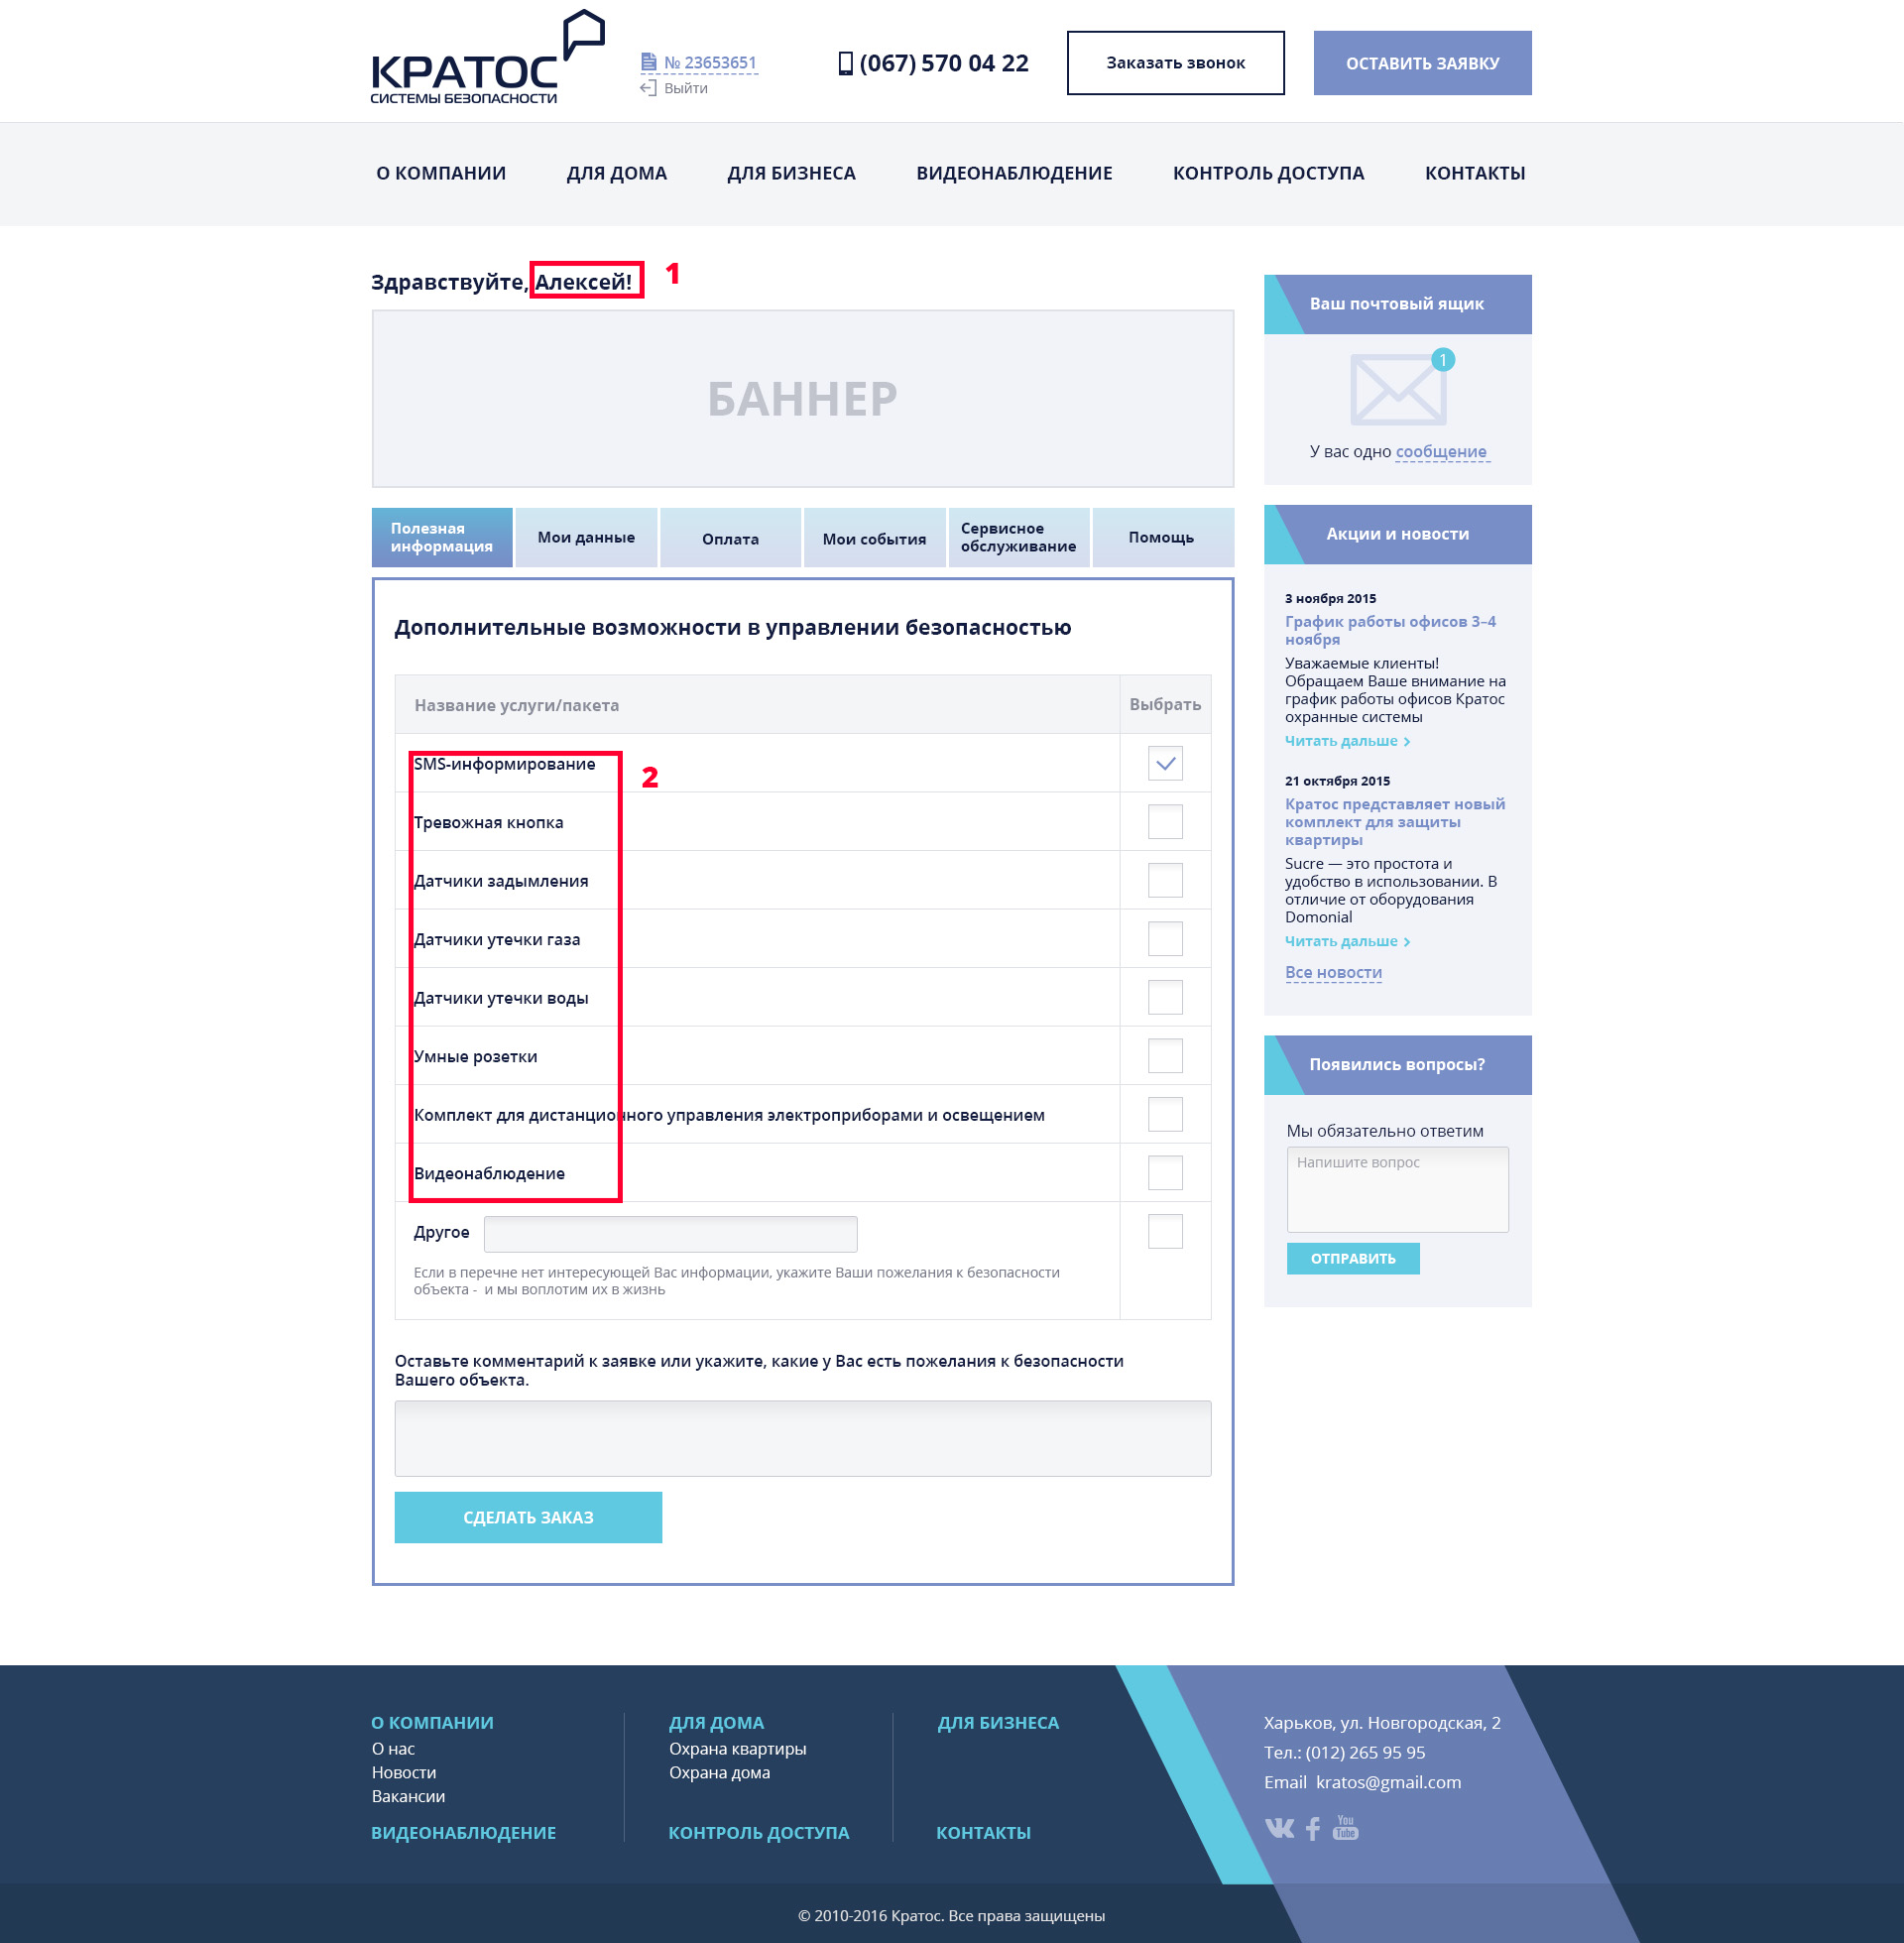 КРАТОС
СИСТЕМЫ БЕЗОПАСНОСТИ
№ 23653651
Выйти
(067) 570 04 22
Заказать звонок
ОСТАВИТЬ ЗАЯВКУ
О КОМПАНИИ
ДЛЯ ДОМА
ДЛЯ БИЗНЕСА
ВИДЕОНАБЛЮДЕНИЕ
КОНТРОЛЬ ДОСТУПА
КОНТАКТЫ
Здравствуйте, Алексей!
1
БАННЕР
Полезная
информация
Мои данные
Оплата
Мои события
Сервисное
обслуживание
Помощь
Дополнительные возможности в управлении безопасностью
Название услуги/пакета
Выбрать
SMS-информирование
2
Тревожная кнопка
Датчики задымления
Датчики утечки газа
Датчики утечки воды
Умные розетки
Комплект для дистанционного управления электроприборами и освещением
Видеонаблюдение
Другое
Если в перечне нет интересующей Вас информации, укажите Ваши пожелания к безопасности
объекта - и мы воплотим их в жизнь
Оставьте комментарий к заявке или укажите, какие у Вас есть пожелания к безопасности
Вашего объекта.
СДЕЛАТЬ ЗАКАЗ
Ваш почтовый ящик
1
У вас одно сообщение
Акции и новости
3 ноября 2015
График работы офисов 3–4
ноября
Уважаемые клиенты!
Обращаем Ваше внимание на
график работы офисов Кратос
охранные системы
Читать дальше
21 октября 2015
Кратос представляет новый
комплект для защиты
квартиры
Sucre — это простота и
удобство в использовании. В
отличие от оборудования
Domonial
Читать дальше
Все новости
Появились вопросы?
Мы обязательно ответим
Напишите вопрос
ОТПРАВИТЬ
О КОМПАНИИ
О нас
Новости
Вакансии
ВИДЕОНАБЛЮДЕНИЕ
ДЛЯ ДОМА
Охрана квартиры
Охрана дома
КОНТРОЛЬ ДОСТУПА
ДЛЯ БИЗНЕСА
КОНТАКТЫ
Харьков, ул. Новгородская, 2
Тел.: (012) 265 95 95
Email kratos@gmail.com
You
Tube
© 2010-2016 Кратос. Все права защищены